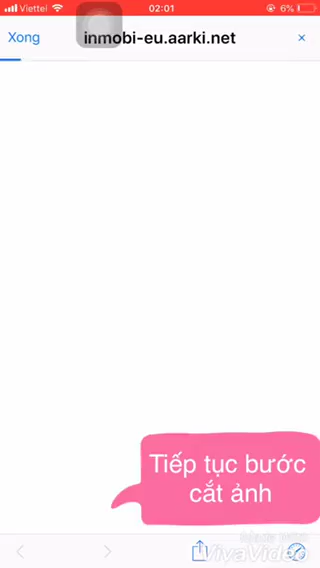 Viettel 02:01 6%
Xong inmobi-eu.aarki.net ×
Tiếp tục bước
cắt ảnh
VivaVideo